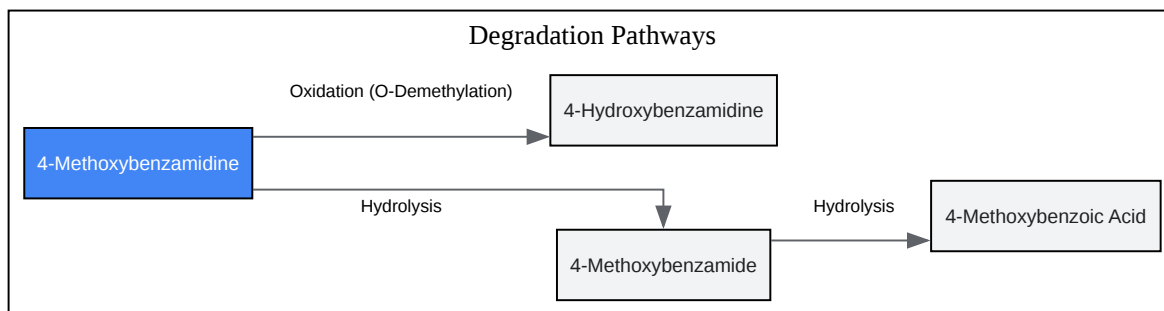 Degradation Pathways
Oxidation (O-Demethylation)
4-Hydroxybenzamidine
4-Methoxybenzamidine
Hydrolysis
Hydrolysis
4-Methoxybenzoic Acid
4-Methoxybenzamide